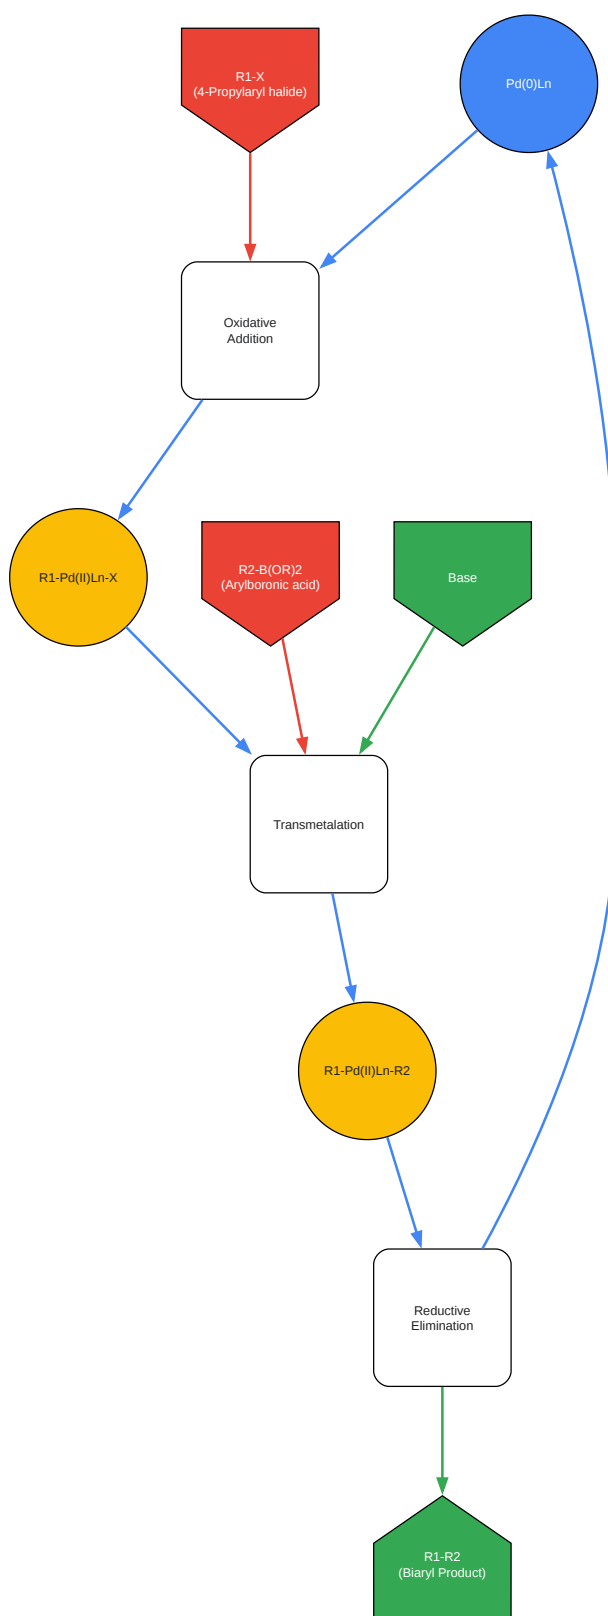 R1-X
(4-Propylaryl halide)
Pd(0)Ln
Oxidative
Addition
R1-Pd(II)Ln-X
R2-B(OR)2
(Arylboronic acid)
Base
Transmetalation
R1-Pd(II)Ln-R2
Reductive
Elimination
R1-R2
(Biaryl Product)